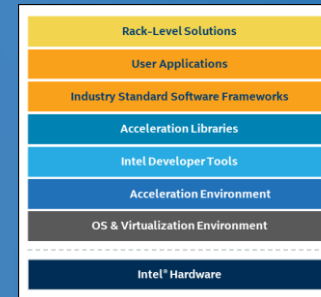 Rack-Level Solutions
User Applications
Industry Standard Software Frameworks
Acceleration Libraries
Intel Developer Tools
Acceleration Environment
OS & Virtualization Environment
Intel® Hardware